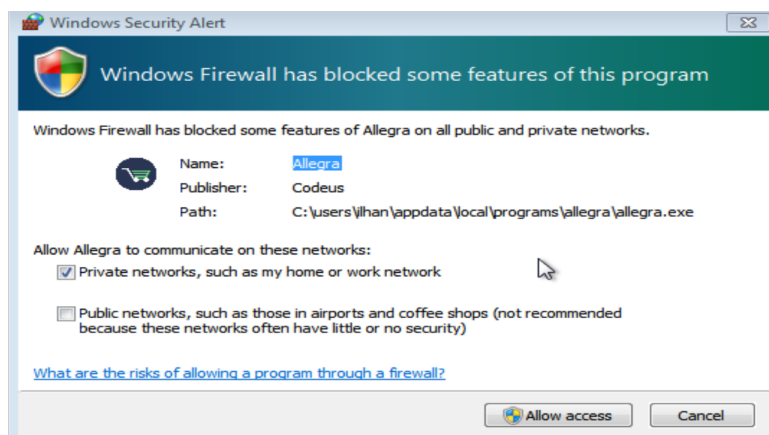 Windows Security Alert
Windows Firewall has blocked some features of this program
Windows Firewall has blocked some features of Allegra on all public and private networks.
Name: Allegra
Publisher: Codeus
Path: C:\users\ilhan\appdata\local\programs\allegra\allegra.exe
Allow Allegra to communicate on these networks:
Private networks, such as my home or work network
Public networks, such as those in airports and coffee shops (not recommended
because these networks often have little or no security)
What are the risks of allowing a program through a firewall?
Allow access Cancel